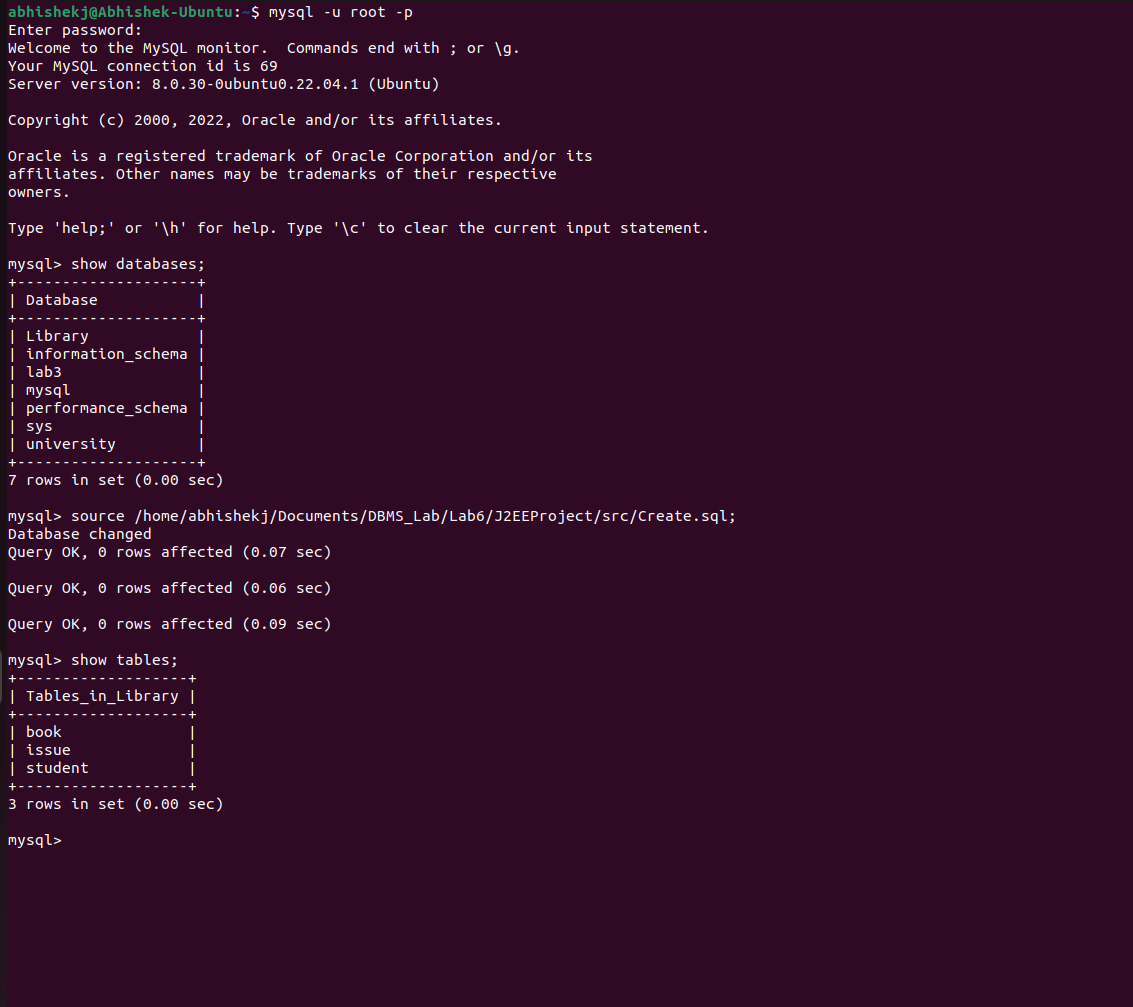 abhishekj@Abhishek-Ubuntu:~$ mysql -u root -p
Enter password:
Welcome to the MySQL monitor.  Commands end with ; or \g.
Your MySQL connection id is 69
Server version: 8.0.30-0ubuntu0.22.04.1 (Ubuntu)

Copyright (c) 2000, 2022, Oracle and/or its affiliates.

Oracle is a registered trademark of Oracle Corporation and/or its
affiliates. Other names may be trademarks of their respective
owners.

Type 'help;' or '\h' for help. Type '\c' to clear the current input statement.

mysql> show databases;
+--------------------+
| Database           |
+--------------------+
| Library            |
| information_schema |
| lab3               |
| mysql              |
| performance_schema |
| sys                |
| university         |
+--------------------+
7 rows in set (0.00 sec)

mysql> source /home/abhishekj/Documents/DBMS_Lab/Lab6/J2EEProject/src/Create.sql;
Database changed
Query OK, 0 rows affected (0.07 sec)

Query OK, 0 rows affected (0.06 sec)

Query OK, 0 rows affected (0.09 sec)

mysql> show tables;
+-------------------+
| Tables_in_Library |
+-------------------+
| book              |
| issue             |
| student           |
+-------------------+
3 rows in set (0.00 sec)

mysql>